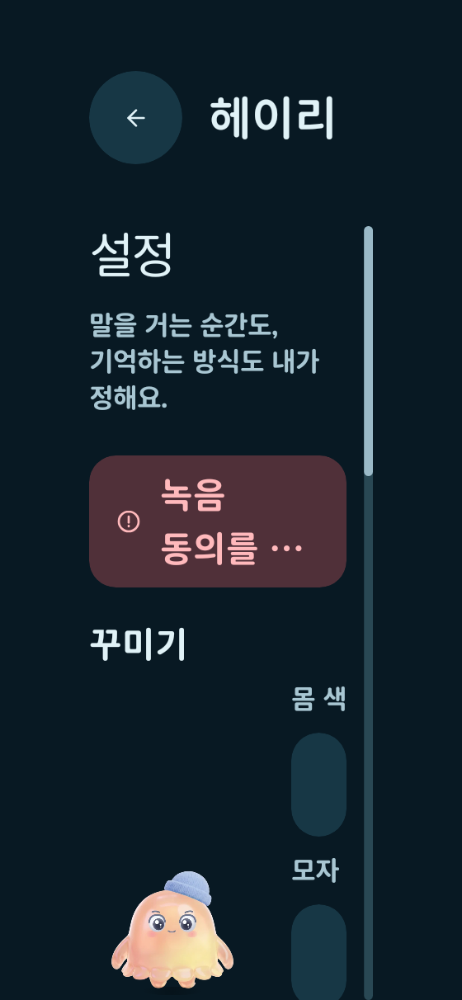 헤이리
설정
말을 거는 순간도,
기억하는 방식도 내가
정해요.
녹음
동의를 ···
꾸미기
몸 색
모자